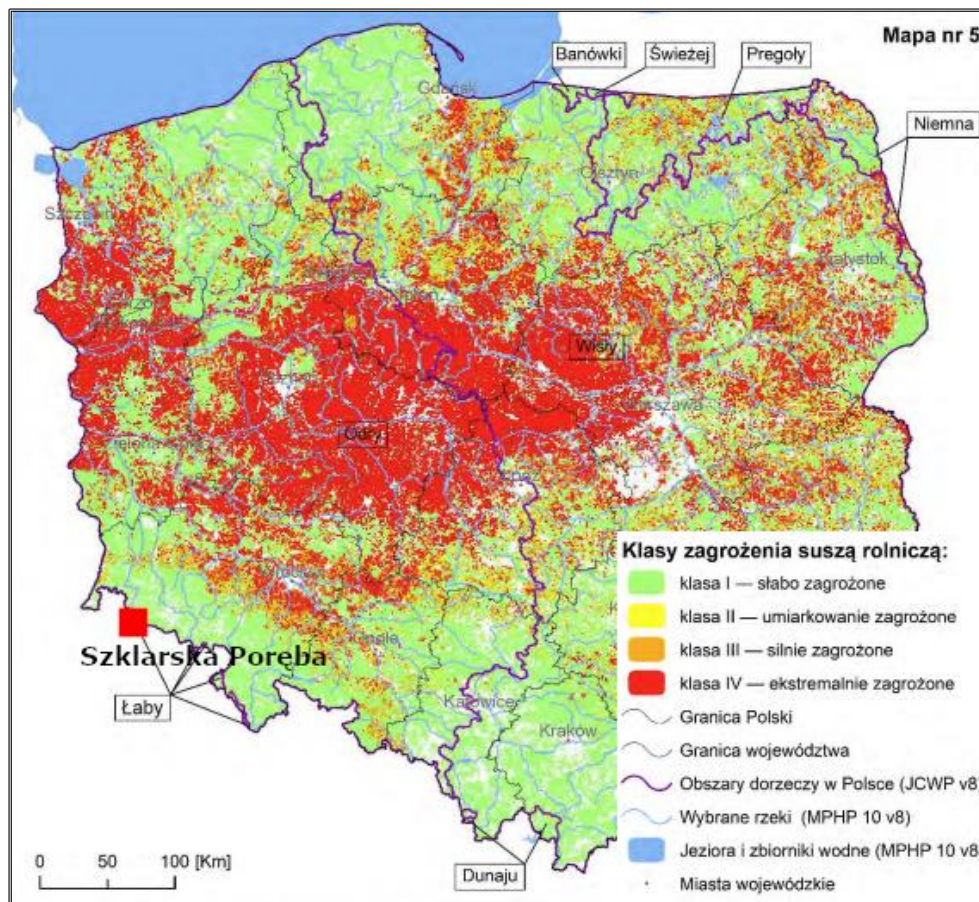 Mapa nr 5
Banówki
Świeżej
Pregoły
Niemna
Gdańsk
Olsztyn
Szczecin
Białystok
Wisły
Warszawa
Odry
Zielona Góra
Wrocław
Opole
Szklarska Poręba
Łaby
Katowice
Kraków
Dunaju
Klasy zagrożenia suszą rolniczą:
klasa I — słabo zagrożone
klasa II — umiarkowanie zagrożone
klasa III — silnie zagrożone
klasa IV — ekstremalnie zagrożone
Granica Polski
Granica województwa
Obszary dorzeczy w Polsce (JCWP v8)
Wybrane rzeki (MPHP 10 v8)
Jeziora i zbiorniki wodne (MPHP 10 v8
Miasta wojewódzkie
0 50 100 [Km]